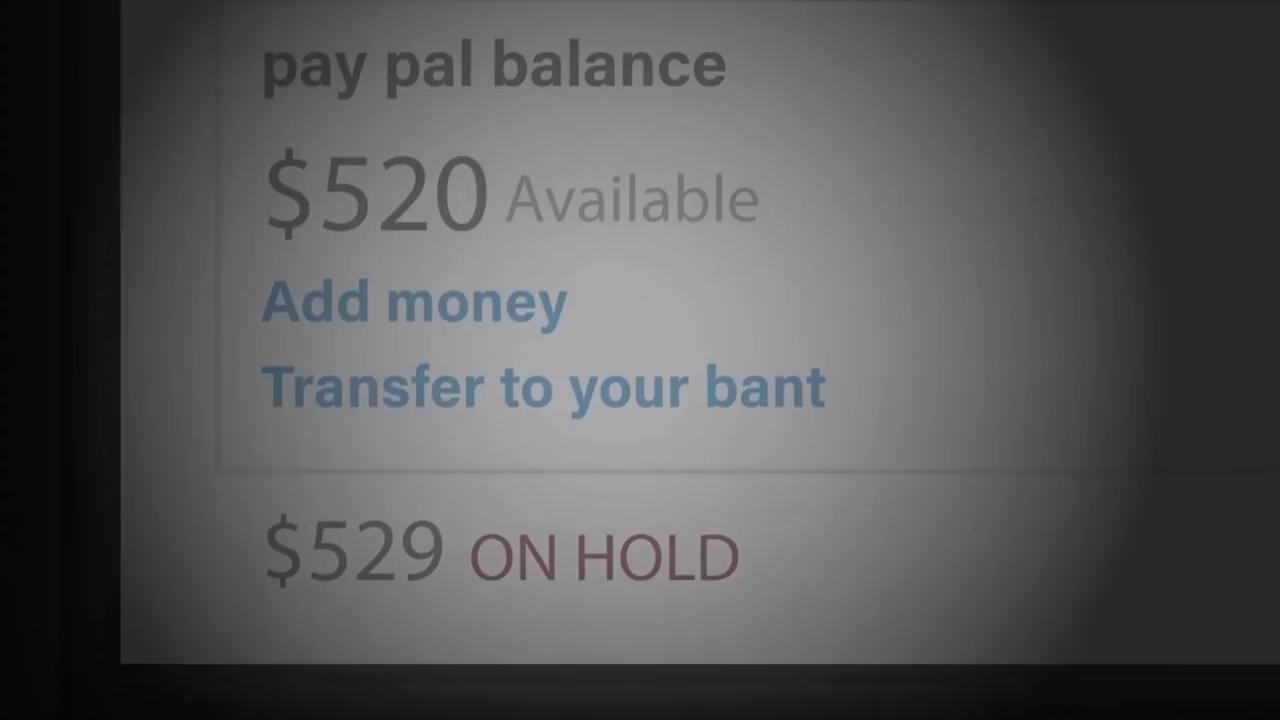 pay pal balance
$520 Available
Add money
Transfer to your bant
$529 ON HOLD